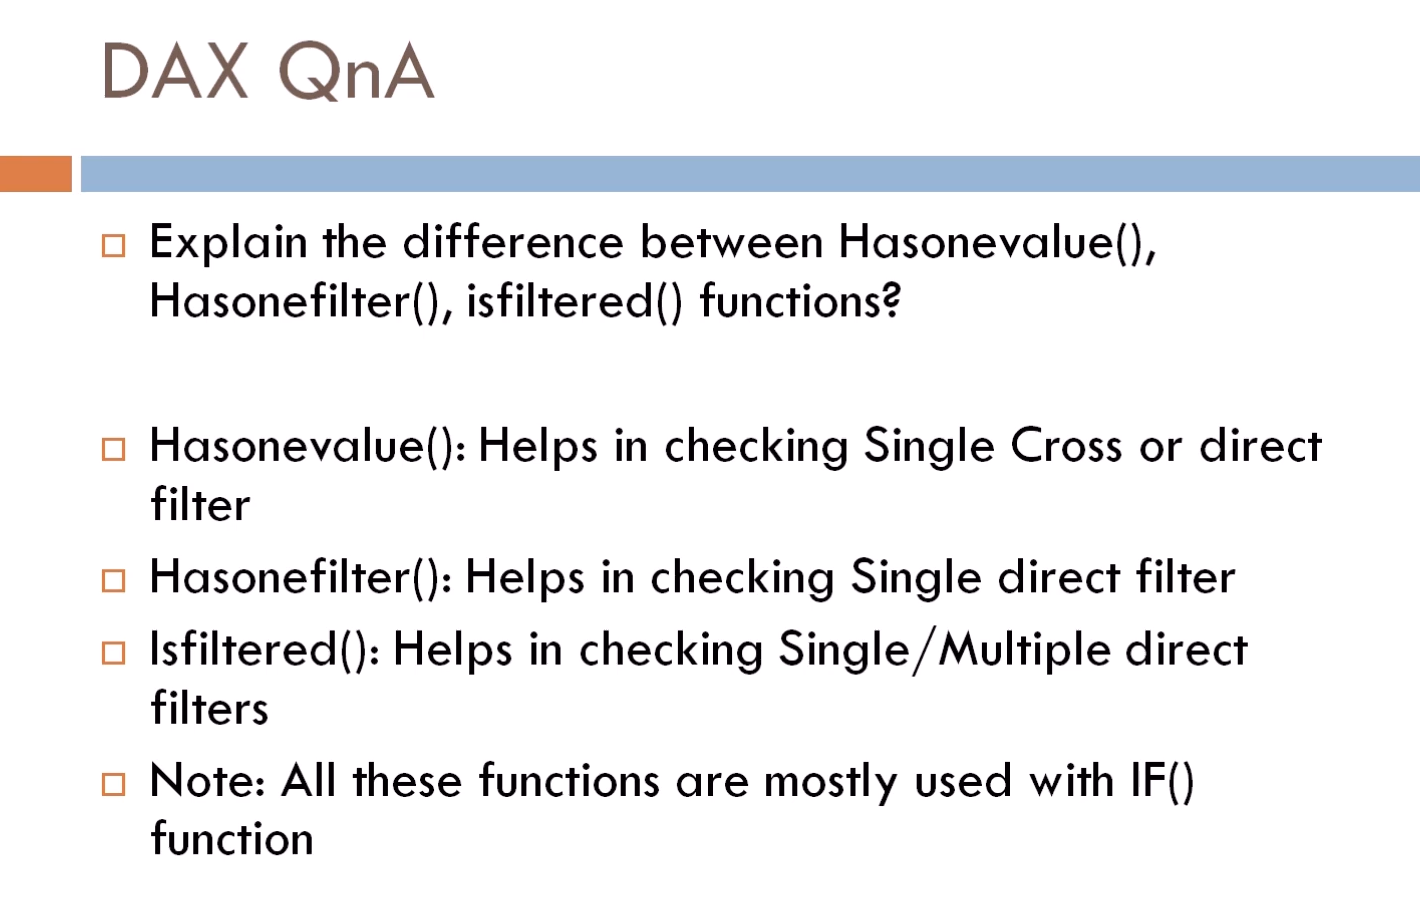 DAX QnA
Explain the difference between Hasonevalue(),
Hasonefilter(), isfiltered() functions?
Hasonevalue(): Helps in checking Single Cross or direct
filter
Hasonefilter(): Helps in checking Single direct filter
Isfiltered(): Helps in checking Single/Multiple direct
filters
Note: All these functions are mostly used with IF()
function